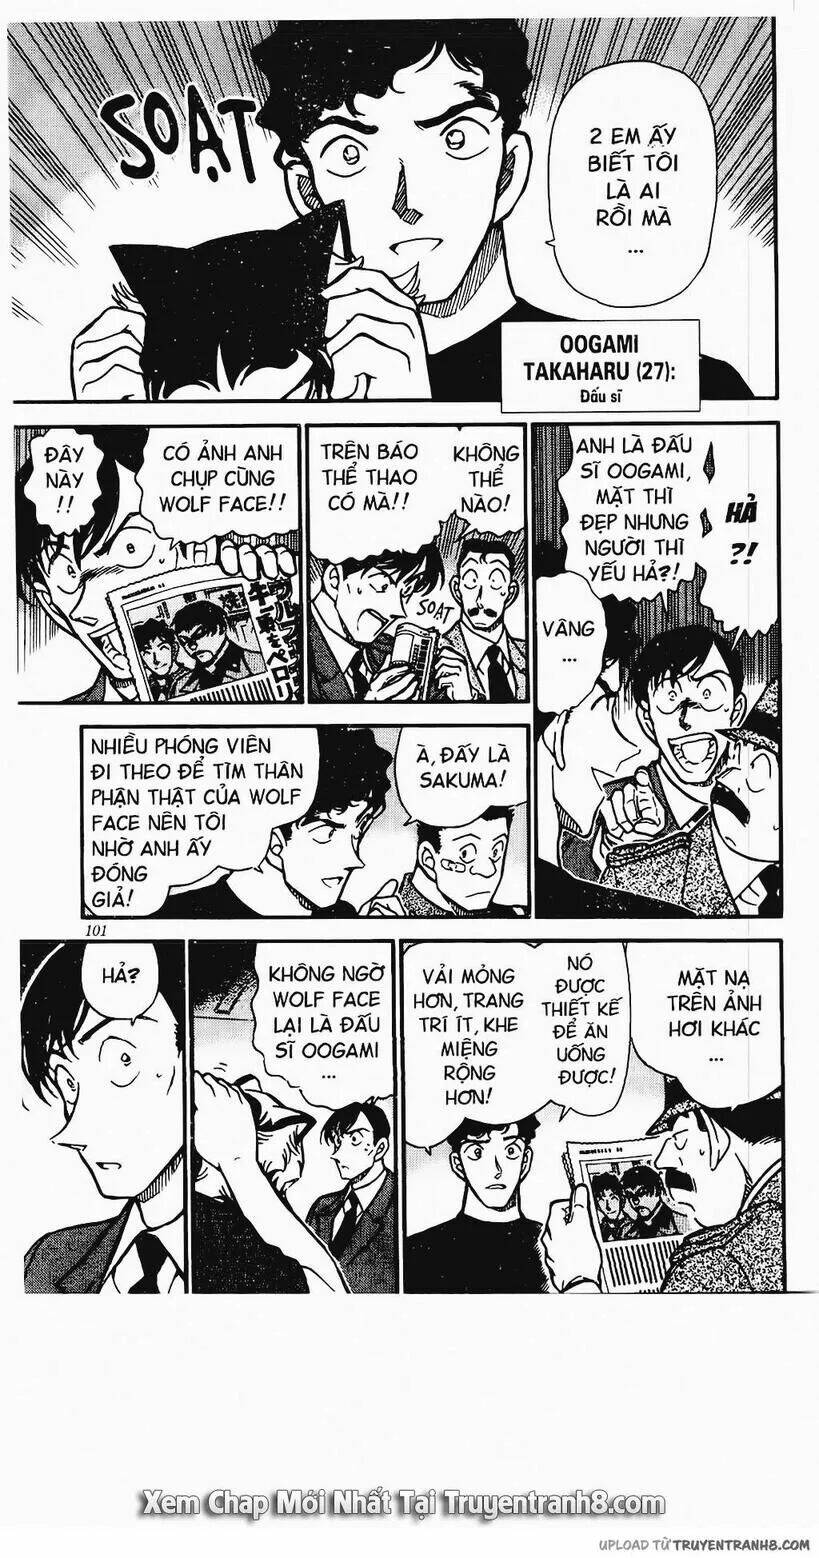 SOẠT
2 EM ẤY
BIẾT TÔI
LÀ AI
RỒI MÀ
...
OOGAMI
TAKAHARU (27):
Đấu sĩ
HẢ
?!
ANH LÀ ĐẤU
SĨ OOGAMI,
MẶT THÌ
ĐẸP NHƯNG
NGƯỜI THÌ
YẾU HẢ?!
VÂNG
...
KHÔNG
THỂ
NÀO!
TRÊN BÁO
THỂ THAO
CÓ MÀ!!
SOẠT
CÓ ẢNH ANH
CHỤP CÙNG
WOLF FACE!!
ĐÂY
NÀY
!!
À, ĐẤY LÀ
SAKUMA!
NHIỀU PHÓNG VIÊN
ĐI THEO ĐỂ TÌM THÂN
PHẬN THẬT CỦA WOLF
FACE NÊN TÔI
NHỜ ANH ẤY
ĐÓNG
GIẢ!
101
MẶT NẠ
TRÊN ẢNH
HƠI KHÁC
...
NÓ
ĐƯỢC
THIẾT KẾ
ĐỂ ĂN
UỐNG
ĐƯỢC!
VẢI MỎNG
HƠN, TRANG
TRÍ ÍT, KHE
MIỆNG
RỘNG
HƠN!
KHÔNG NGỜ
WOLF FACE
LẠI LÀ ĐẤU
SĨ OOGAMI
...
HẢ?
Xem Chap Mới Nhất Tại Truyentranh8.com
UPLOAD TỪ TRUYENTRANH8.COM